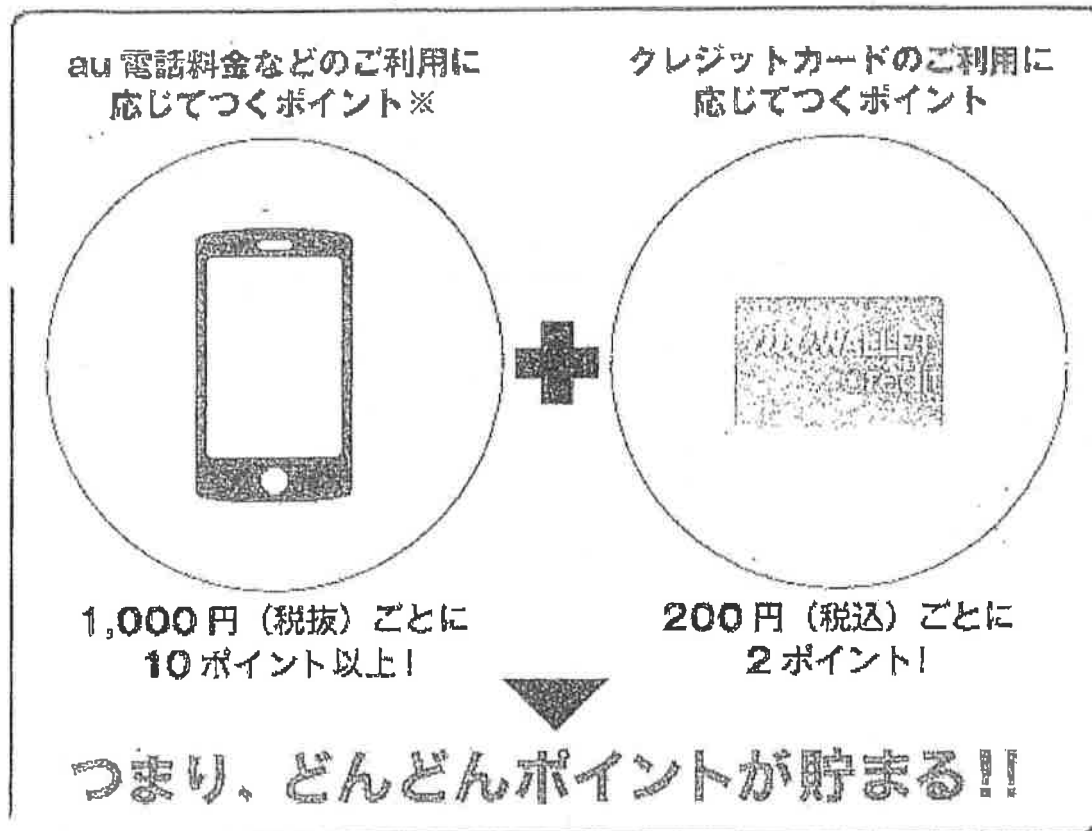 au電話料金などのご利用に
応じてつくポイント※
クレジットカードのご利用に
応じてつくポイント
au WALLET
Credit
1,000円（税抜）ごとに
10ポイント以上！
200円（税込）ごとに
2ポイント！
つまり、どんどんポイントが貯まる!!